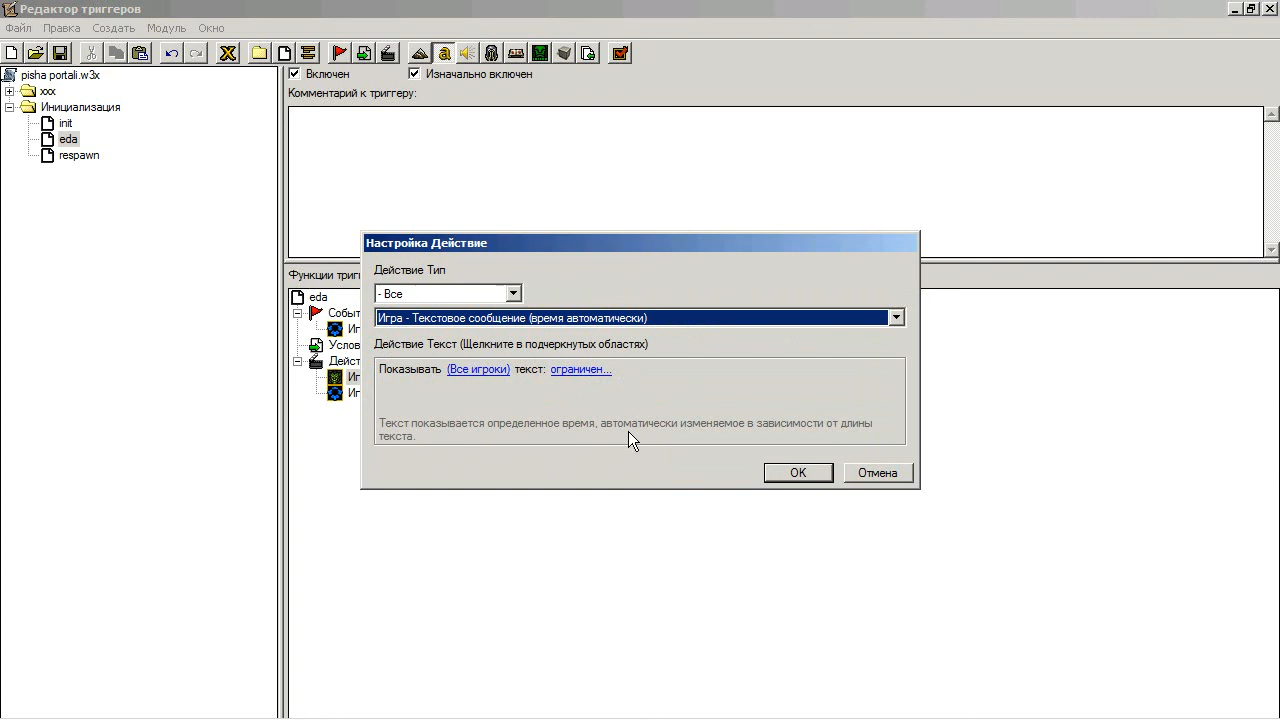 Редактор триггеров
Файл Правка Создать Модуль Окно
pisha portali.w3x
xxx
Инициализация
init
eda
respawn
Включен Изначально включен
Комментарий к триггеру:
Функции триг
eda
Событ
Иг
Услов
Дейст
Иг
Иг
Настройка Действие
Действие Тип
- Все
Игра - Текстовое сообщение (время автоматически)
Действие Текст (Щелкните в подчеркнутых областях)
Показывать (Все игроки) текст: ограничен...
Текст показывается определенное время, автоматически изменяемое в зависимости от длины
текста.
OK Отмена